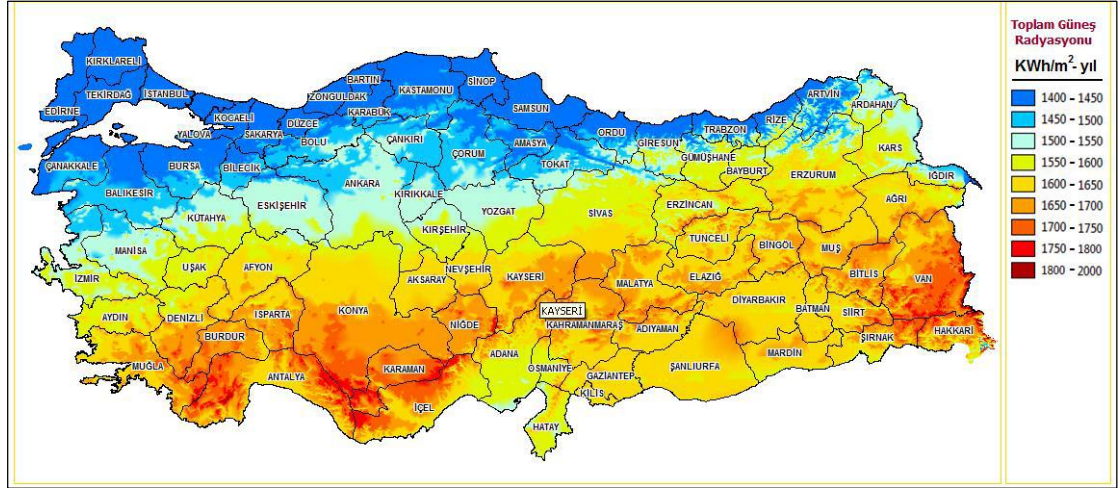 Toplam Güneş
Radyasyonu
KWh/m²- yıl
1400 - 1450
1450 - 1500
1500 - 1550
1550 - 1600
1600 - 1650
1650 - 1700
1700 - 1750
1750 - 1800
1800 - 2000
KIRKLARELİ
TEKİRDAĞ
İSTANBUL
EDİRNE
KOCAELİ
YALOVA
SAKARYA
DÜZCE
ZONGULDAK
BARTIN
KARABÜK
KASTAMONU
SİNOP
SAMSUN
ORDU
GİRESUN
TRABZON
RİZE
ARTVİN
ARDAHAN
ÇANAKKALE
BURSA
BİLECİK
BOLU
ÇANKIRI
ÇORUM
AMASYA
TOKAT
GÜMÜŞHANE
BAYBURT
ERZURUM
KARS
IĞDIR
BALIKESİR
KÜTAHYA
ESKİŞEHİR
ANKARA
KIRIKKALE
YOZGAT
SİVAS
ERZİNCAN
AĞRI
MANİSA
KIRŞEHİR
TUNCELİ
BİNGÖL
MUŞ
İZMİR
UŞAK
AFYON
AKSARAY
NEVŞEHİR
KAYSERİ
MALATYA
ELAZIĞ
BİTLİS
VAN
AYDIN
DENİZLİ
ISPARTA
KONYA
NİĞDE
KAYSERİ
KAHRAMANMARAŞ
ADIYAMAN
DİYARBAKIR
BATMAN
SİİRT
ŞIRNAK
HAKKARİ
BURDUR
MUĞLA
ANTALYA
KARAMAN
ADANA
OSMANİYE
GAZİANTEP
ŞANLIURFA
MARDİN
İÇEL
KİLİS
HATAY